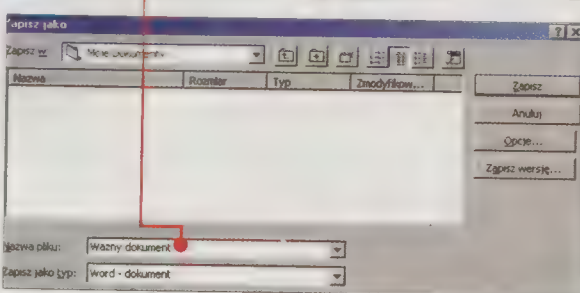 Zapisz jako
Zapisz w: Moje Dokumenty
Nazwa Rozmiar Typ Zmodyfikow...
Zapisz
Anuluj
Opcje...
Zapisz wersję...
Nazwa pliku: Ważny dokument
Zapisz jako typ: Word - dokument